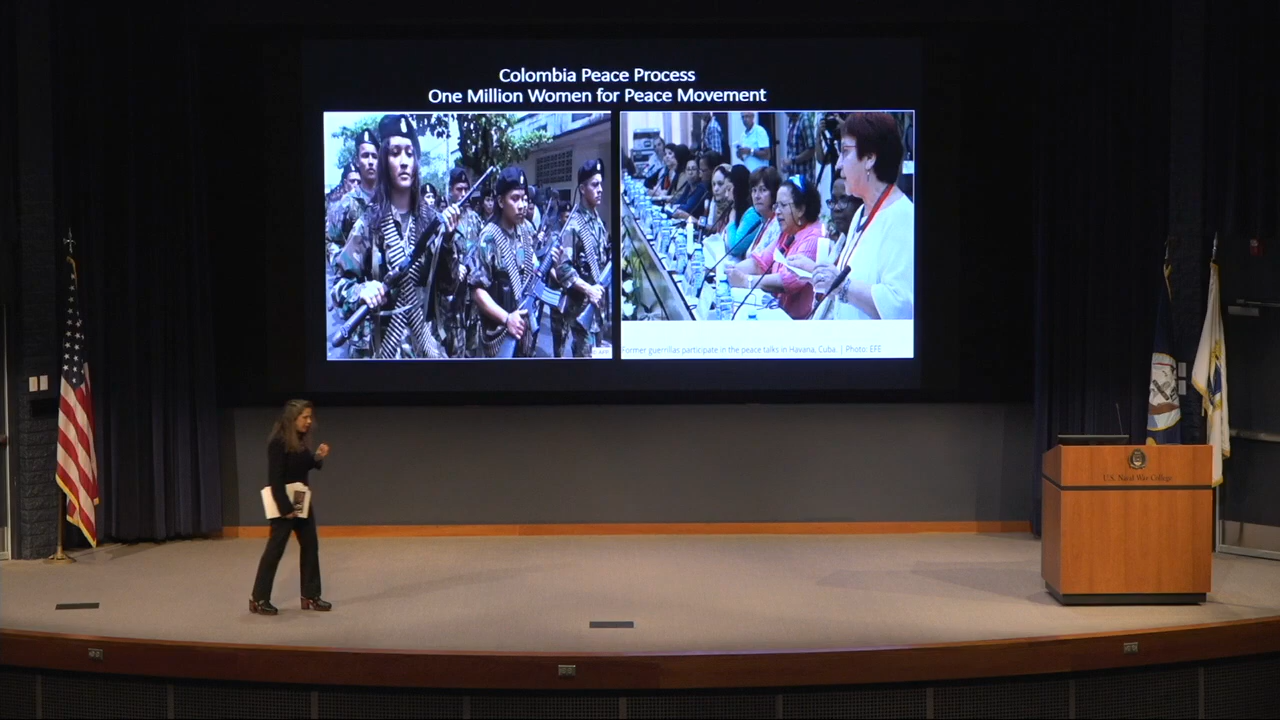 Colombia Peace Process
One Million Women for Peace Movement
Former guerrillas participate in the peace talks in Havana, Cuba. | Photo: EFE
U.S. Naval War College